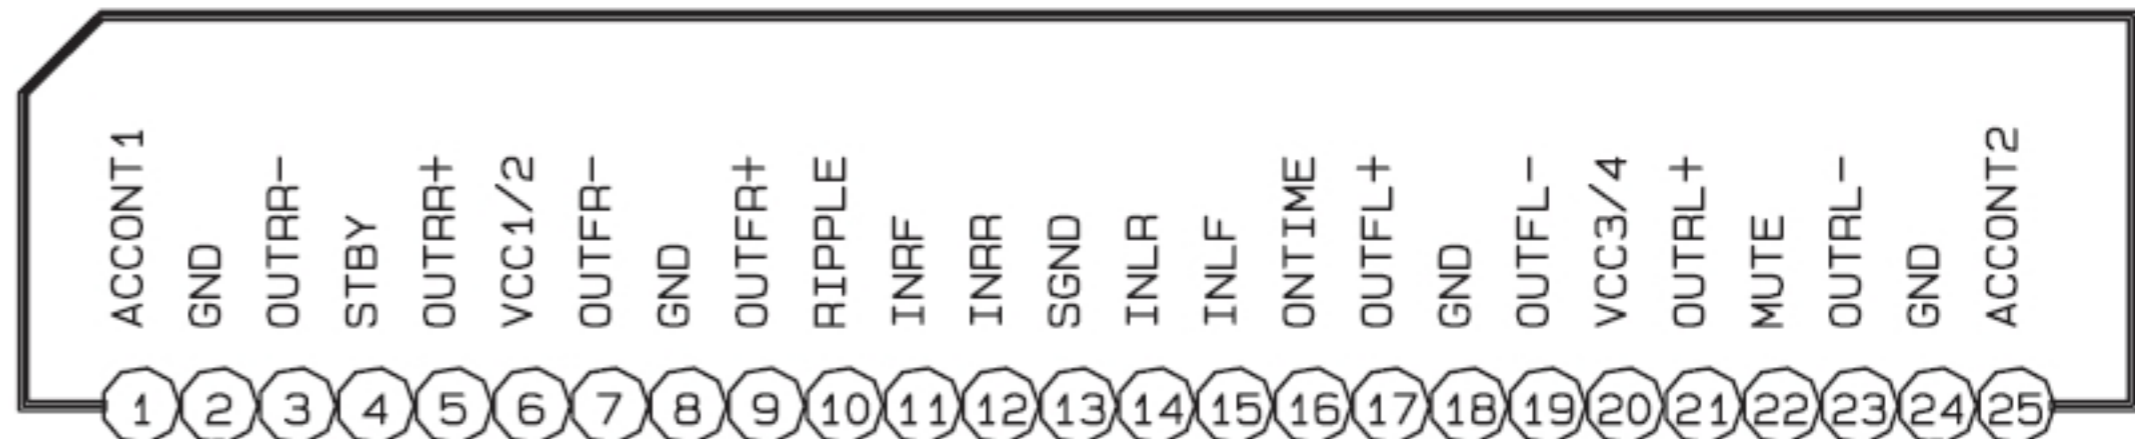 ACCCONT1
GND
OUTRR-
STBY
OUTRR+
VCC1/2
OUTFR-
GND
OUTFR+
RIPPLE
INRF
INRR
SGND
INLR
INLF
ONTIME
OUTFL+
GND
OUTFL-
VCC3/4
OUTRL+
MUTE
OUTRL-
GND
ACCCONT2
1 2 3 4 5 6 7 8 9 10 11 12 13 14 15 16 17 18 19 20 21 22 23 24 25